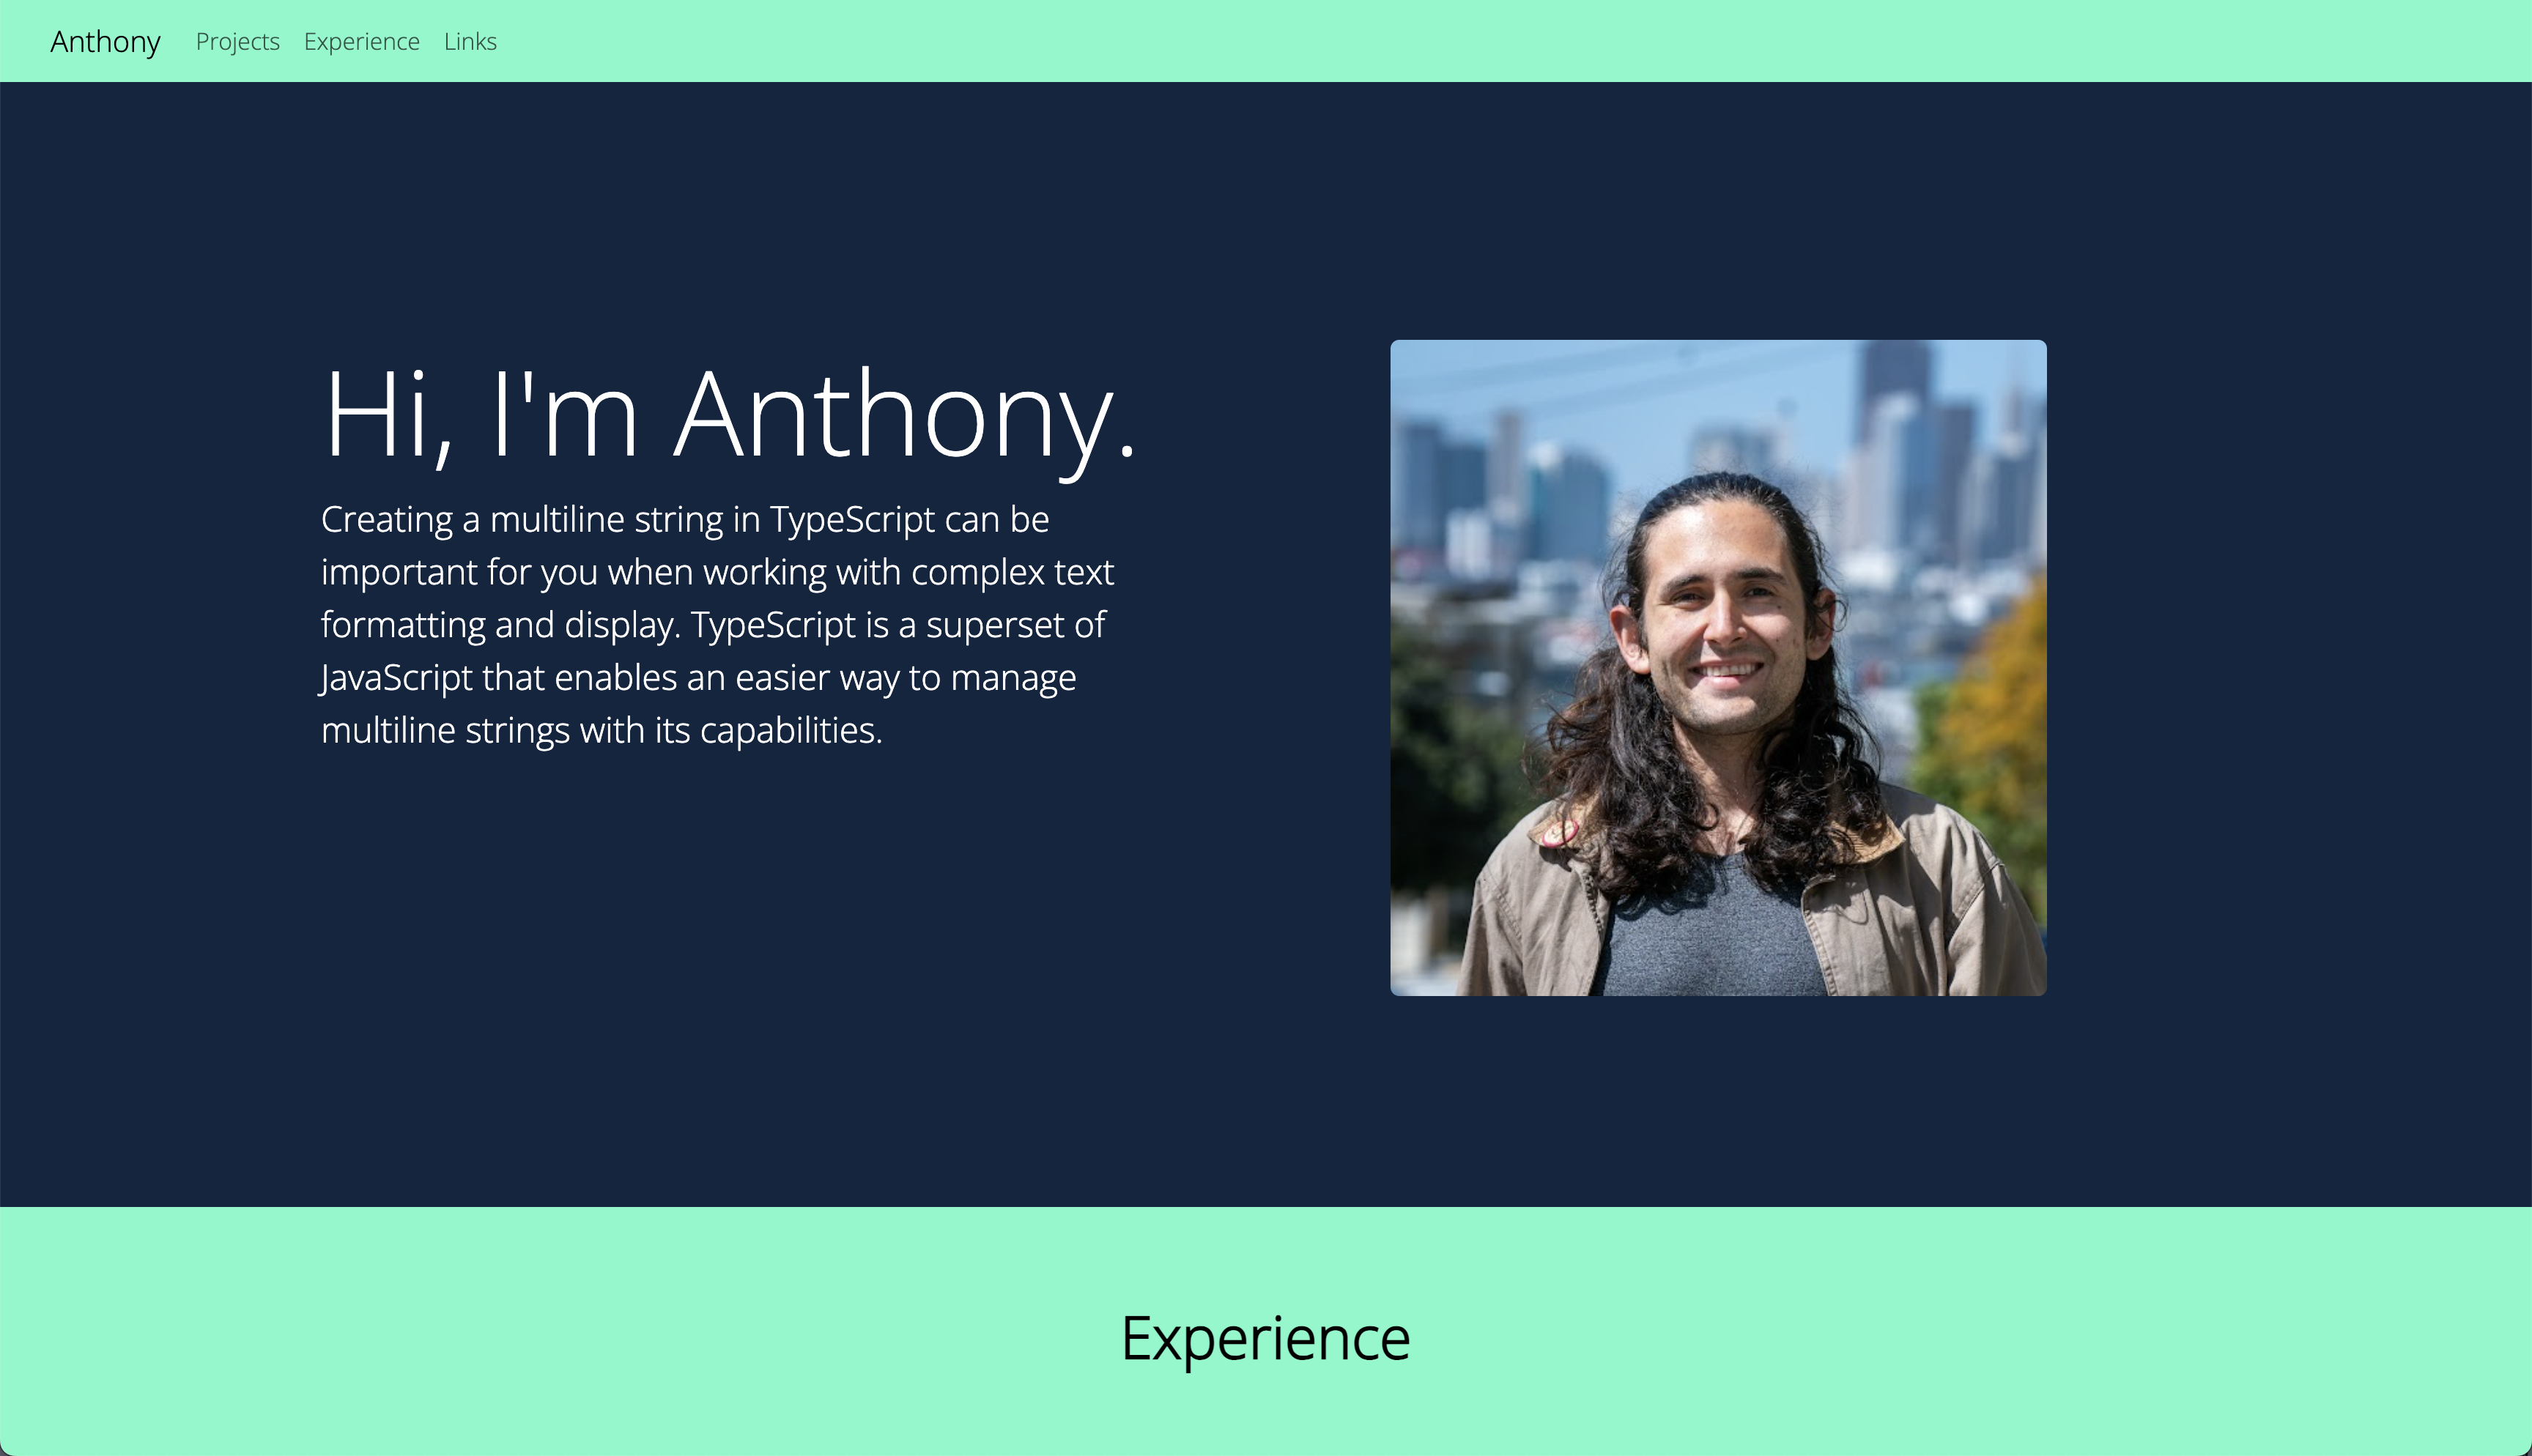 Anthony Projects Experience Links
Hi, I'm Anthony.
Creating a multiline string in TypeScript can be
important for you when working with complex text
formatting and display. TypeScript is a superset of
JavaScript that enables an easier way to manage
multiline strings with its capabilities.
Experience